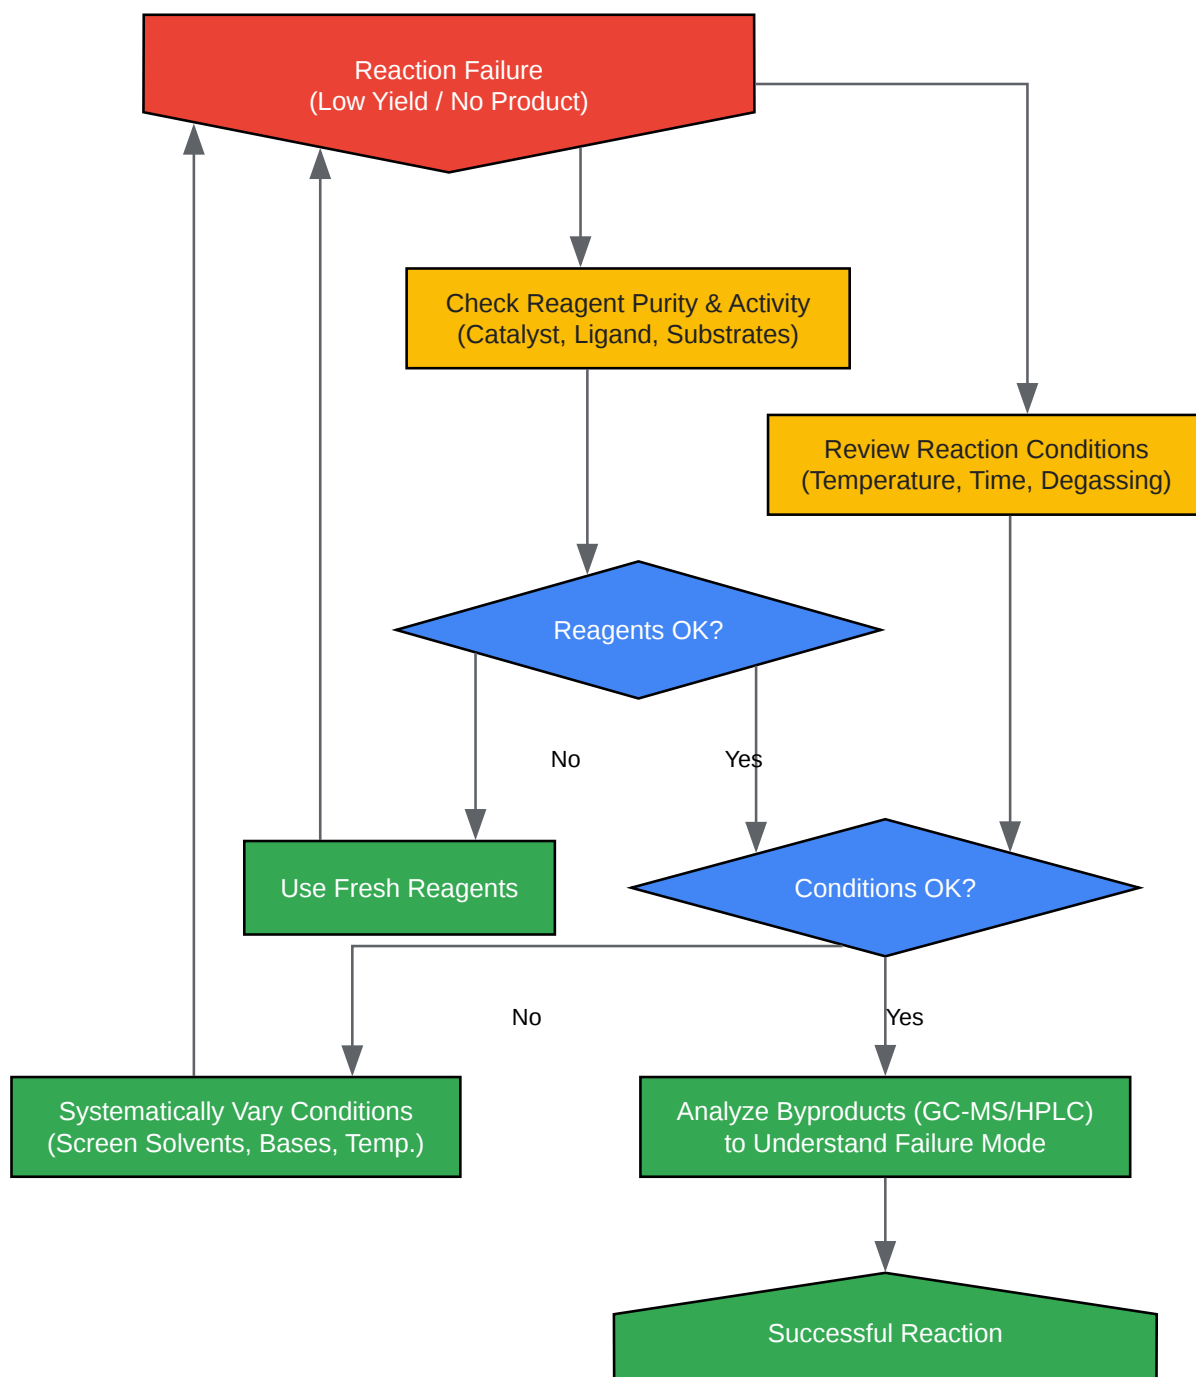 Reaction Failure
(Low Yield / No Product)
Check Reagent Purity & Activity
(Catalyst, Ligand, Substrates)
Review Reaction Conditions
(Temperature, Time, Degassing)
Reagents OK?
No
Yes
Use Fresh Reagents
Conditions OK?
No
Yes
Systematically Vary Conditions
(Screen Solvents, Bases, Temp.)
Analyze Byproducts (GC-MS/HPLC)
to Understand Failure Mode
Successful Reaction